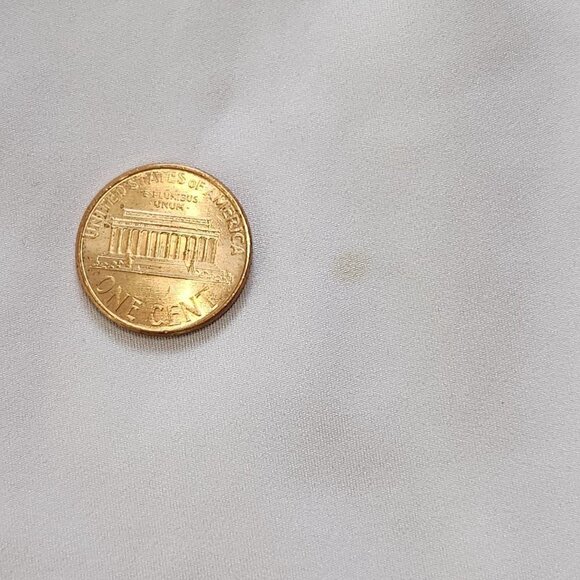 UNITED STATES OF AMERICA
E PLURIBUS
UNUM
ONE CENT